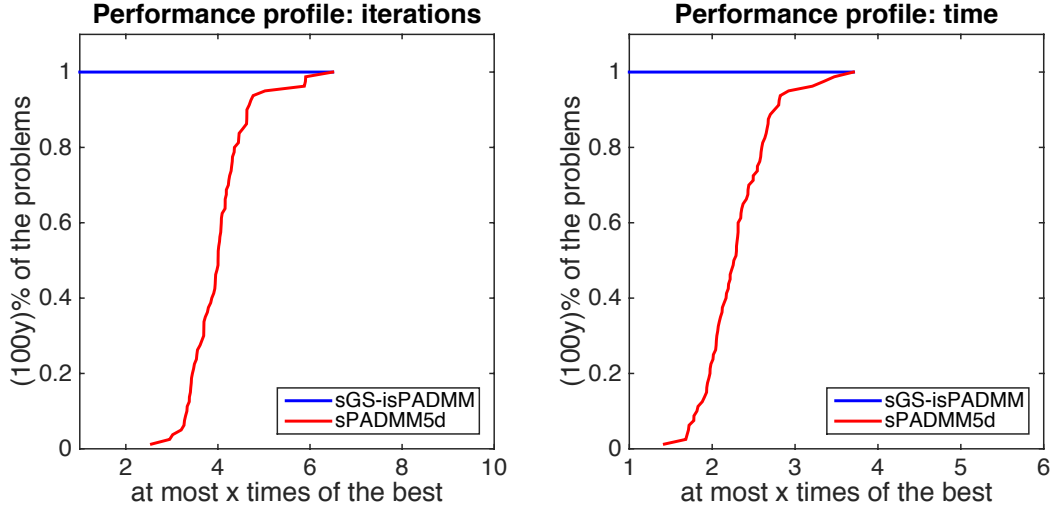 Performance profile: iterations
(100y)% of the problems
1
0.8
0.6
0.4
0.2
0
2
4
6
8
10
at most x times of the best
sGS-isPADMM
sPADMM5d
Performance profile: time
(100y)% of the problems
1
0.8
0.6
0.4
0.2
0
1
2
3
4
5
6
at most x times of the best
sGS-isPADMM
sPADMM5d